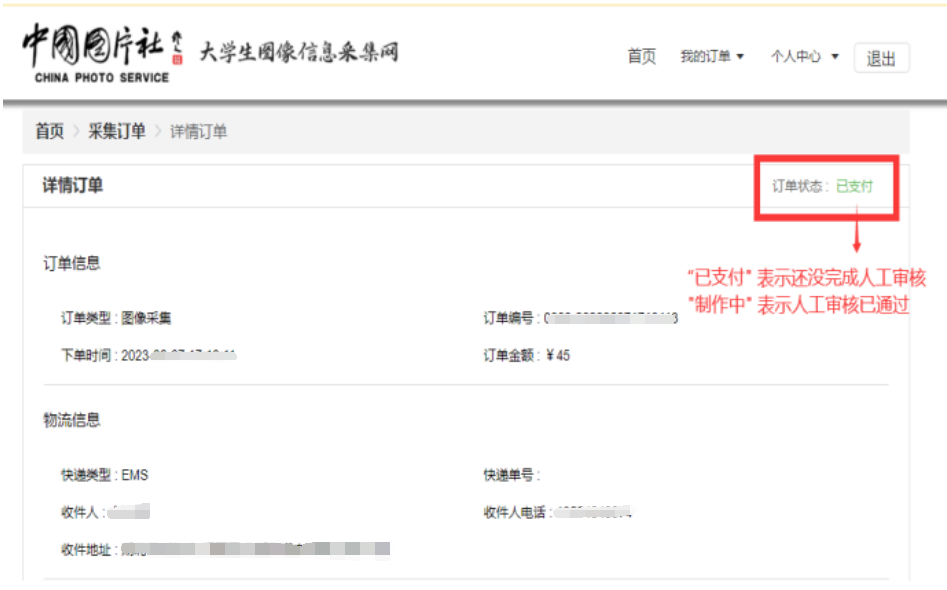 中國图片社
CHINA PHOTO SERVICE
大学生图像信息采集网
首页 我的订单 个人中心 退出
首页 > 采集订单 > 详情订单
详情订单
订单状态 : 已支付
"已支付" 表示还没完成人工审核
"制作中" 表示人工审核已通过
订单信息
订单类型 : 图像采集
订单编号 :
下单时间 : 2023
订单金额 : ¥ 45
物流信息
快递类型 : EMS
快递单号 :
收件人 :
收件人电话 :
收件地址 :